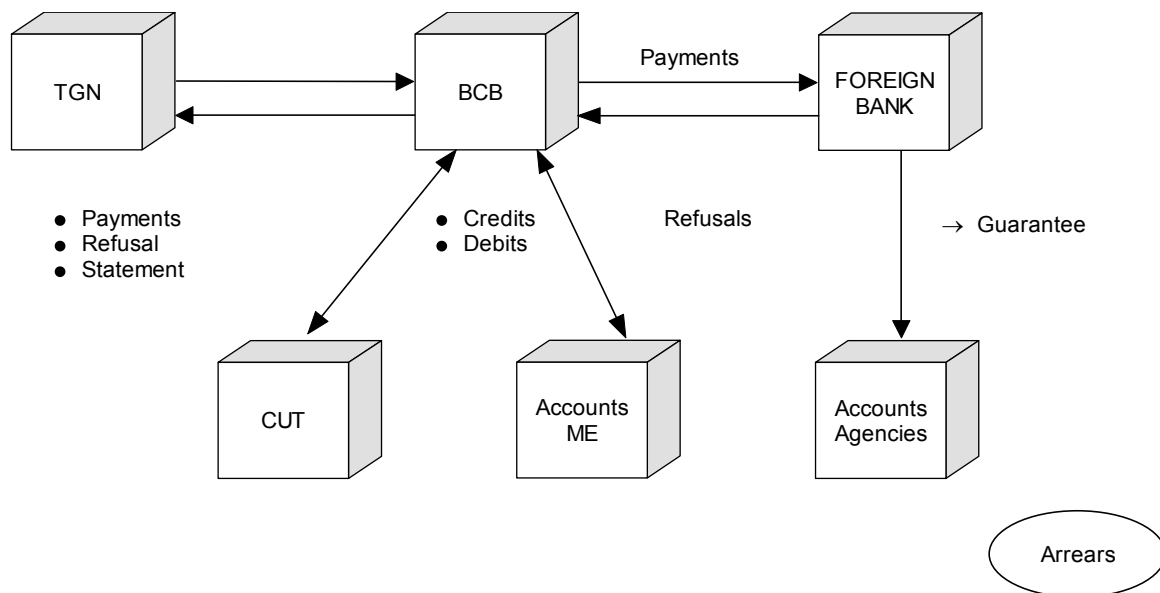 Payments
TGN
BCB
FOREIGN
BANK
● Payments
● Refusal
● Statement
● Credits
● Debits
Refusals
→ Guarantee
CUT
Accounts
ME
Accounts
Agencies
Arrears